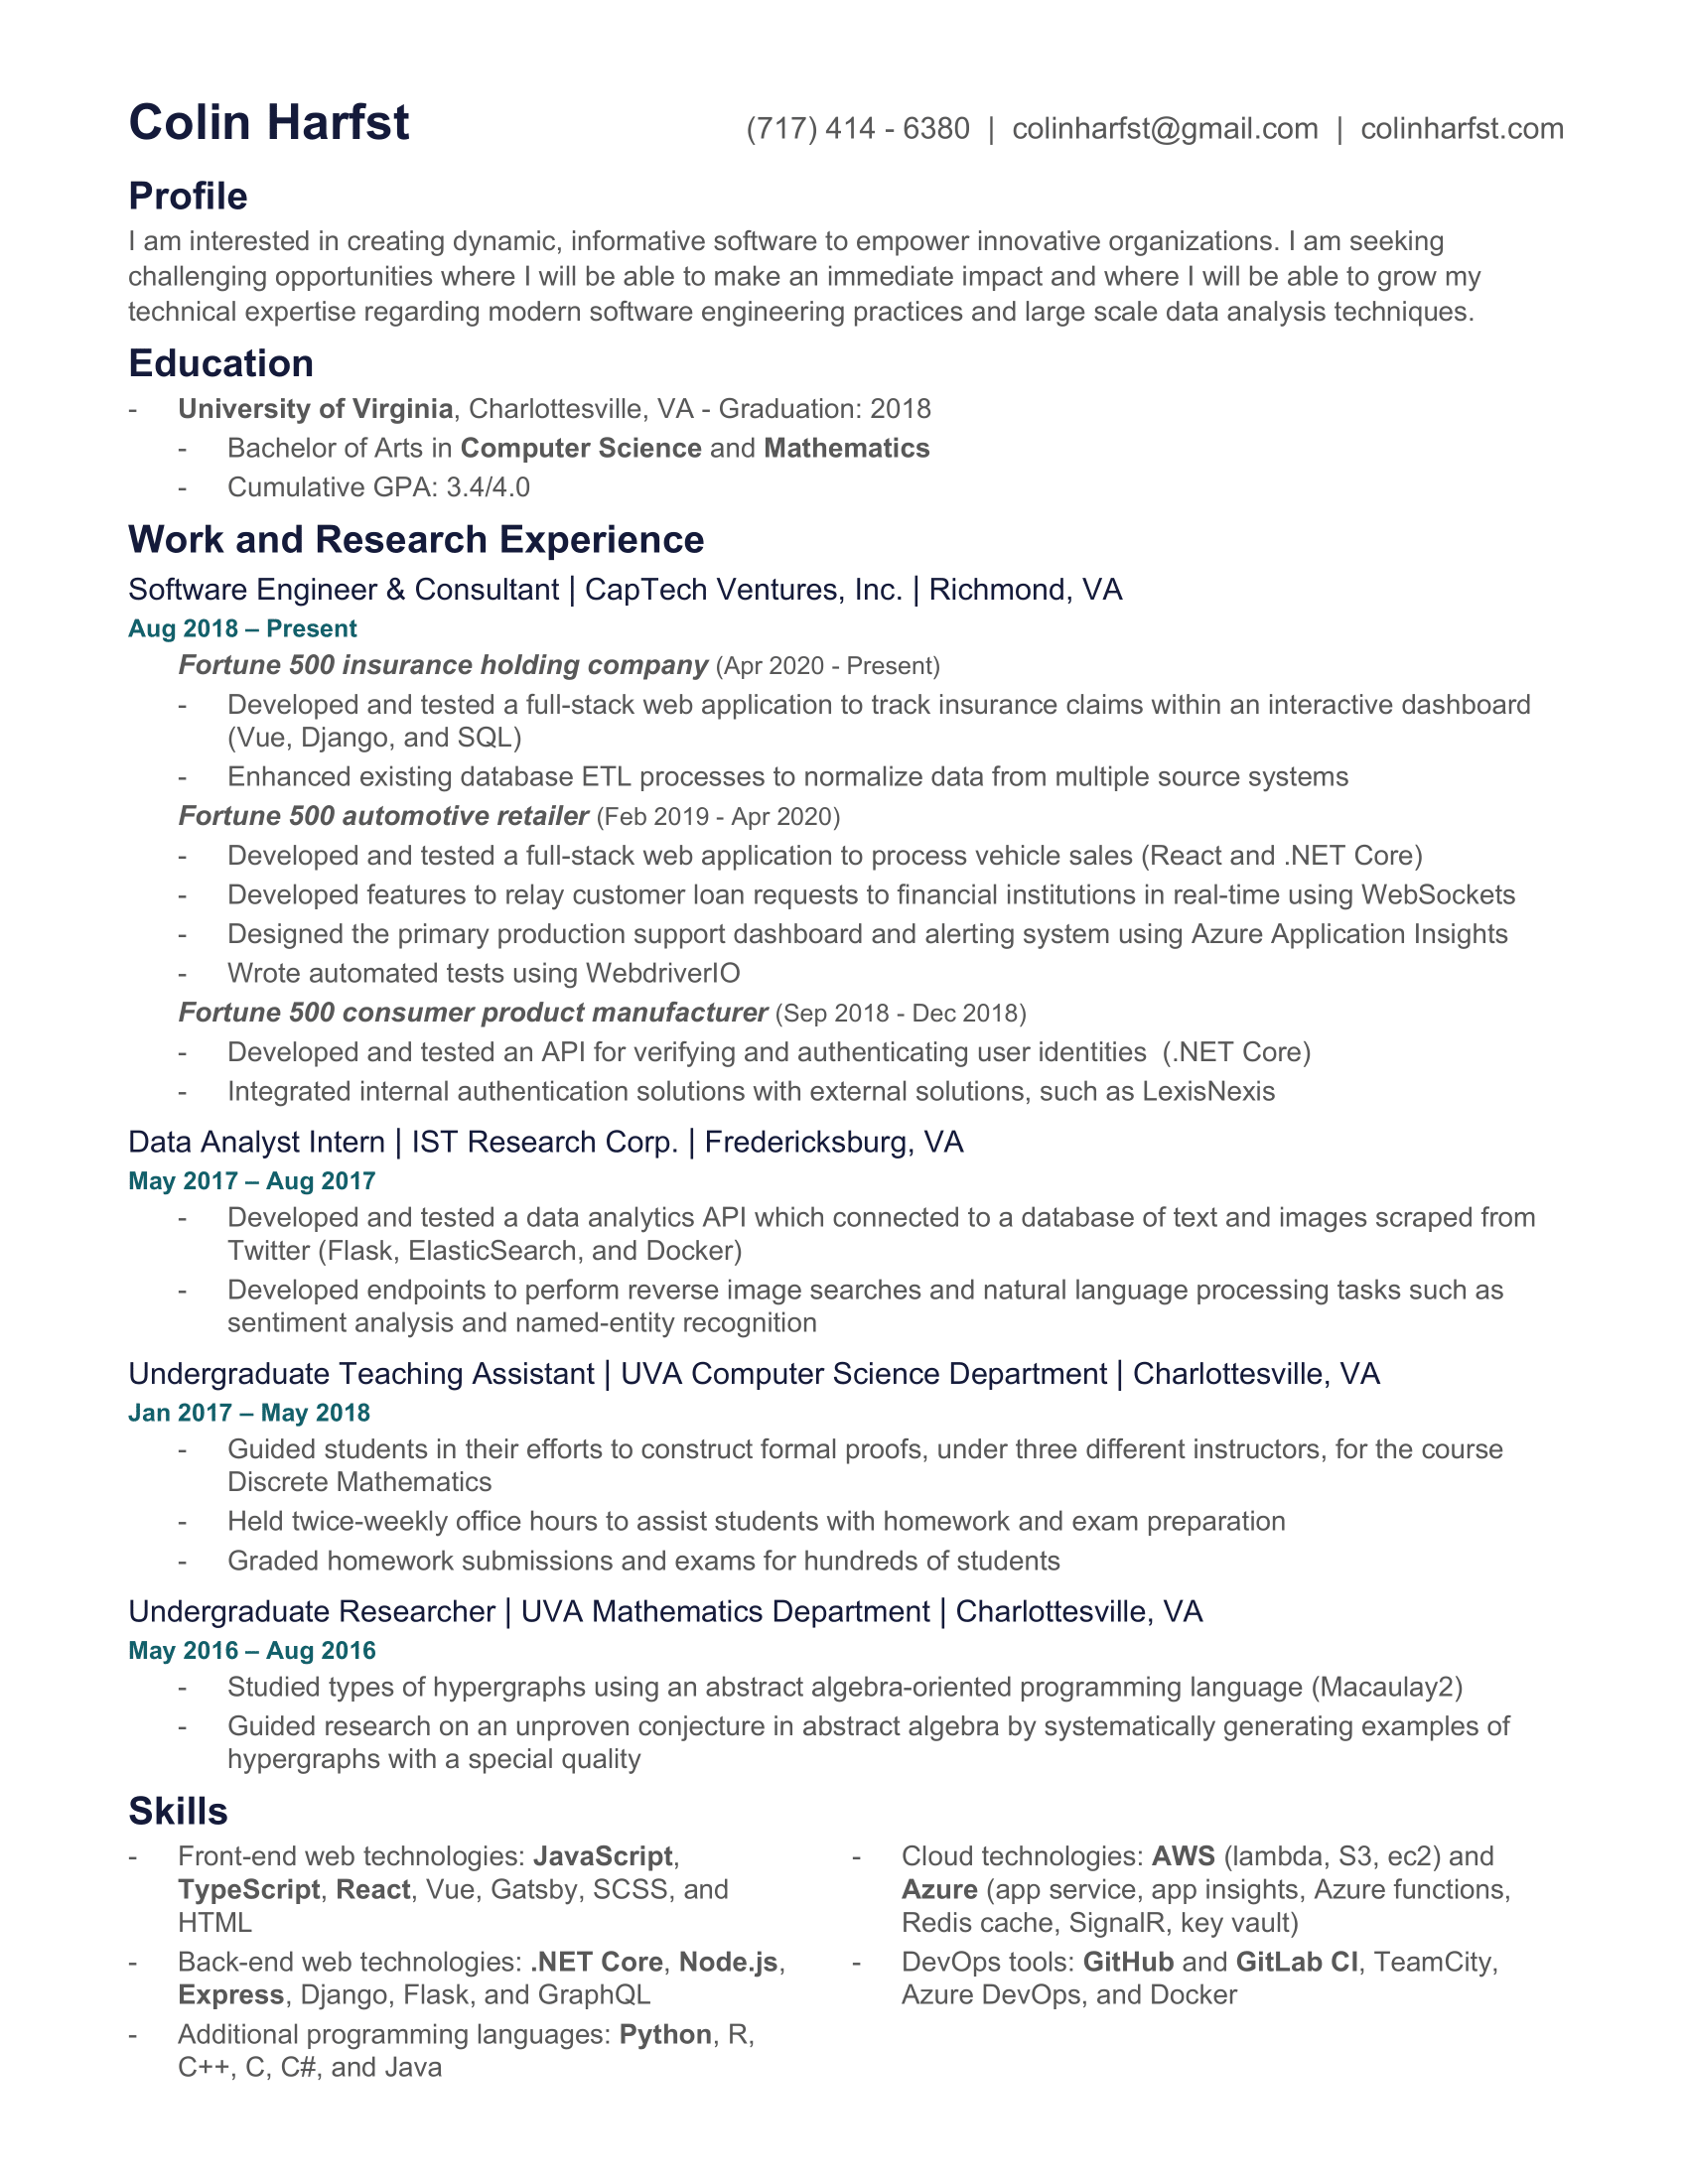 Colin Harfst
(717) 414 - 6380 | colinharfst@gmail.com | colinharfst.com
Profile
I am interested in creating dynamic, informative software to empower innovative organizations. I am seeking
challenging opportunities where I will be able to make an immediate impact and where I will be able to grow my
technical expertise regarding modern software engineering practices and large scale data analysis techniques.
Education
- University of Virginia, Charlottesville, VA - Graduation: 2018
- Bachelor of Arts in Computer Science and Mathematics
- Cumulative GPA: 3.4/4.0
Work and Research Experience
Software Engineer & Consultant | CapTech Ventures, Inc. | Richmond, VA
Aug 2018 – Present
Fortune 500 insurance holding company (Apr 2020 - Present)
- Developed and tested a full-stack web application to track insurance claims within an interactive dashboard
(Vue, Django, and SQL)
- Enhanced existing database ETL processes to normalize data from multiple source systems
Fortune 500 automotive retailer (Feb 2019 - Apr 2020)
- Developed and tested a full-stack web application to process vehicle sales (React and .NET Core)
- Developed features to relay customer loan requests to financial institutions in real-time using WebSockets
- Designed the primary production support dashboard and alerting system using Azure Application Insights
- Wrote automated tests using WebdriverIO
Fortune 500 consumer product manufacturer (Sep 2018 - Dec 2018)
- Developed and tested an API for verifying and authenticating user identities  (.NET Core)
- Integrated internal authentication solutions with external solutions, such as LexisNexis
Data Analyst Intern | IST Research Corp. | Fredericksburg, VA
May 2017 – Aug 2017
- Developed and tested a data analytics API which connected to a database of text and images scraped from
Twitter (Flask, ElasticSearch, and Docker)
- Developed endpoints to perform reverse image searches and natural language processing tasks such as
sentiment analysis and named-entity recognition
Undergraduate Teaching Assistant | UVA Computer Science Department | Charlottesville, VA
Jan 2017 – May 2018
- Guided students in their efforts to construct formal proofs, under three different instructors, for the course
Discrete Mathematics
- Held twice-weekly office hours to assist students with homework and exam preparation
- Graded homework submissions and exams for hundreds of students
Undergraduate Researcher | UVA Mathematics Department | Charlottesville, VA
May 2016 – Aug 2016
- Studied types of hypergraphs using an abstract algebra-oriented programming language (Macaulay2)
- Guided research on an unproven conjecture in abstract algebra by systematically generating examples of
hypergraphs with a special quality
Skills
- Front-end web technologies: JavaScript,
TypeScript, React, Vue, Gatsby, SCSS, and
HTML
- Back-end web technologies: .NET Core, Node.js,
Express, Django, Flask, and GraphQL
- Additional programming languages: Python, R,
C++, C, C#, and Java
- Cloud technologies: AWS (lambda, S3, ec2) and
Azure (app service, app insights, Azure functions,
Redis cache, SignalR, key vault)
- DevOps tools: GitHub and GitLab CI, TeamCity,
Azure DevOps, and Docker